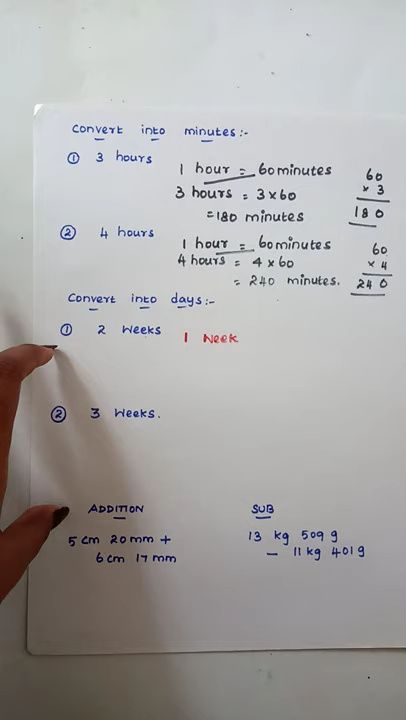 Convert into minutes:-
① 3 hours
1 hour = 60 minutes
3 hours = 3 × 60
= 180 minutes
60
× 3
180
② 4 hours
1 hour = 60 minutes
4 hours = 4 × 60
= 240 minutes.
60
× 4
240
Convert into days:-
① 2 Weeks
1 Week
② 3 Weeks.
ADDITION
5 cm 20 mm +
6 cm 17 mm
SUB
13 kg 509 g
- 11 kg 401 g